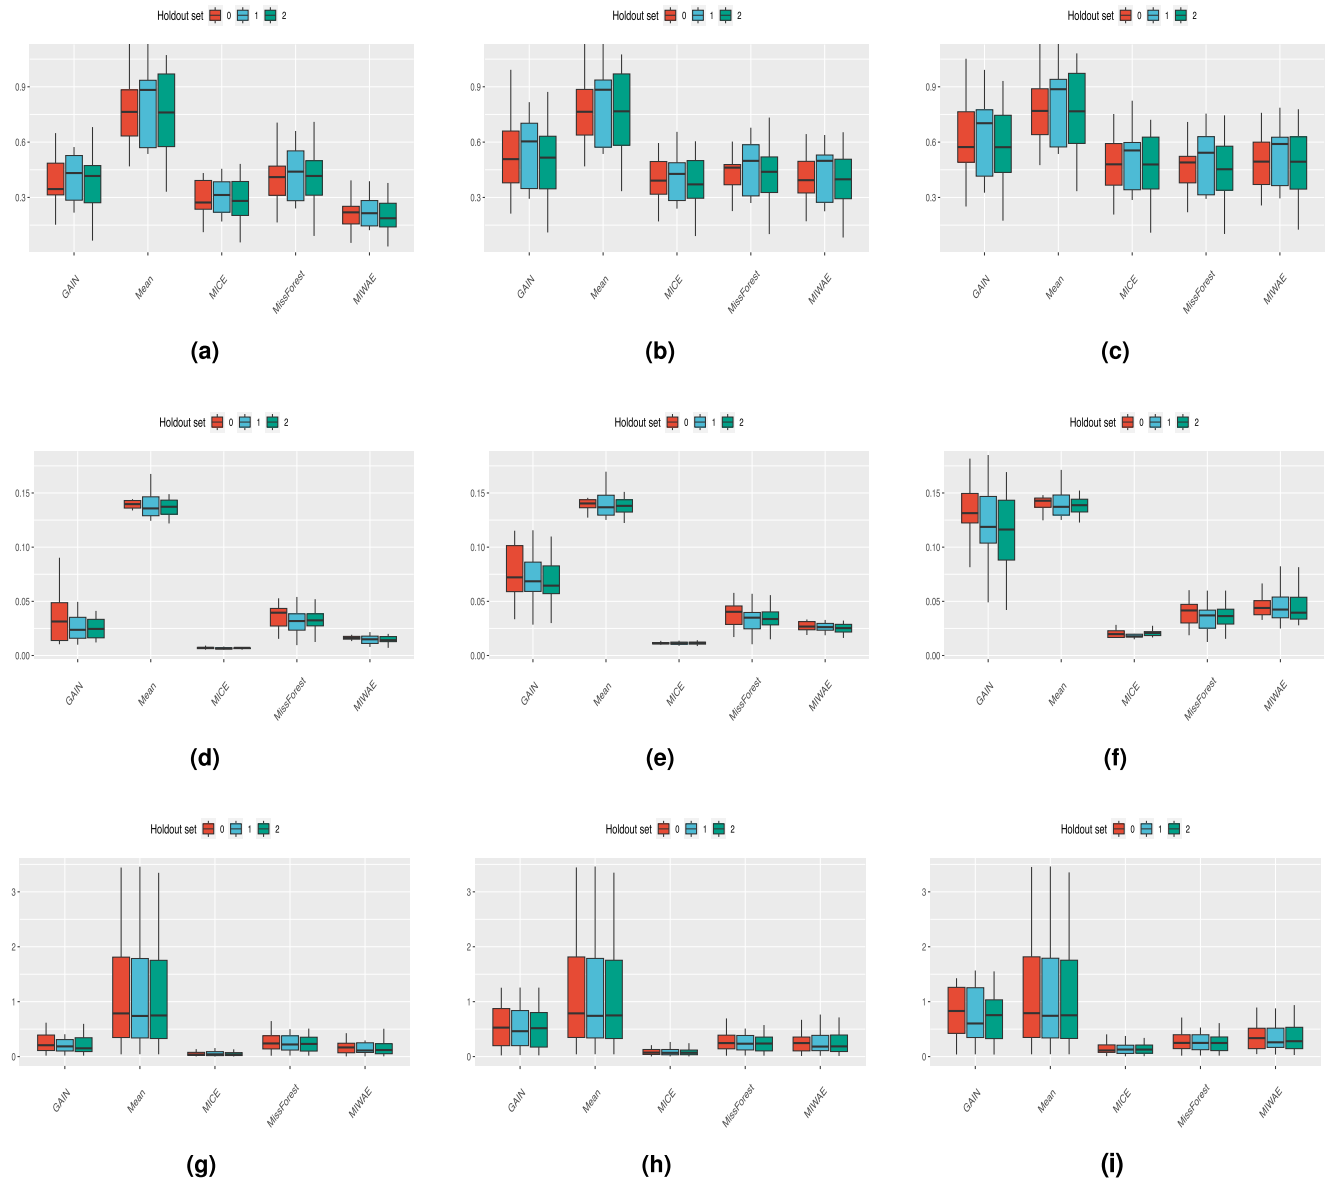 Holdout set 0 1 2
Holdout set 0 1 2
Holdout set 0 1 2
0.9
0.6
0.3
GAIN Mean MICE MissForest MIWAE
0.9
0.6
0.3
GAIN Mean MICE MissForest MIWAE
0.9
0.6
0.3
GAIN Mean MICE MissForest MIWAE
(a)
(b)
(c)
Holdout set 0 1 2
Holdout set 0 1 2
Holdout set 0 1 2
0.15
0.10
0.05
0.00
GAIN Mean MICE MissForest MIWAE
0.15
0.10
0.05
0.00
GAIN Mean MICE MissForest MIWAE
0.15
0.10
0.05
0.00
GAIN Mean MICE MissForest MIWAE
(d)
(e)
(f)
Holdout set 0 1 2
Holdout set 0 1 2
Holdout set 0 1 2
3
2
1
0
GAIN Mean MICE MissForest MIWAE
3
2
1
0
GAIN Mean MICE MissForest MIWAE
3
2
1
0
GAIN Mean MICE MissForest MIWAE
(g)
(h)
(i)